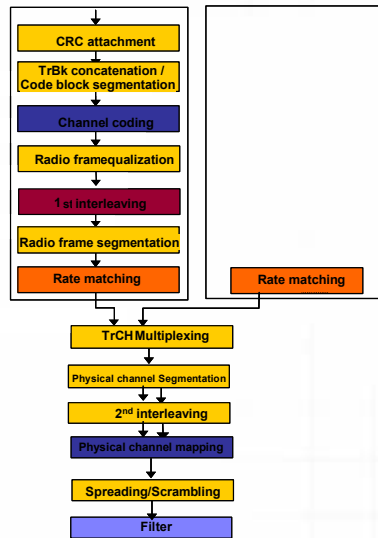 CRC attachment
TrBk concatenation /
Code block segmentation
Channel coding
Radio framequalization
1st interleaving
Radio frame segmentation
Rate matching
Rate matching
TrCH Multiplexing
Physical channel Segmentation
2nd interleaving
Physical channel mapping
Spreading/Scrambling
Filter